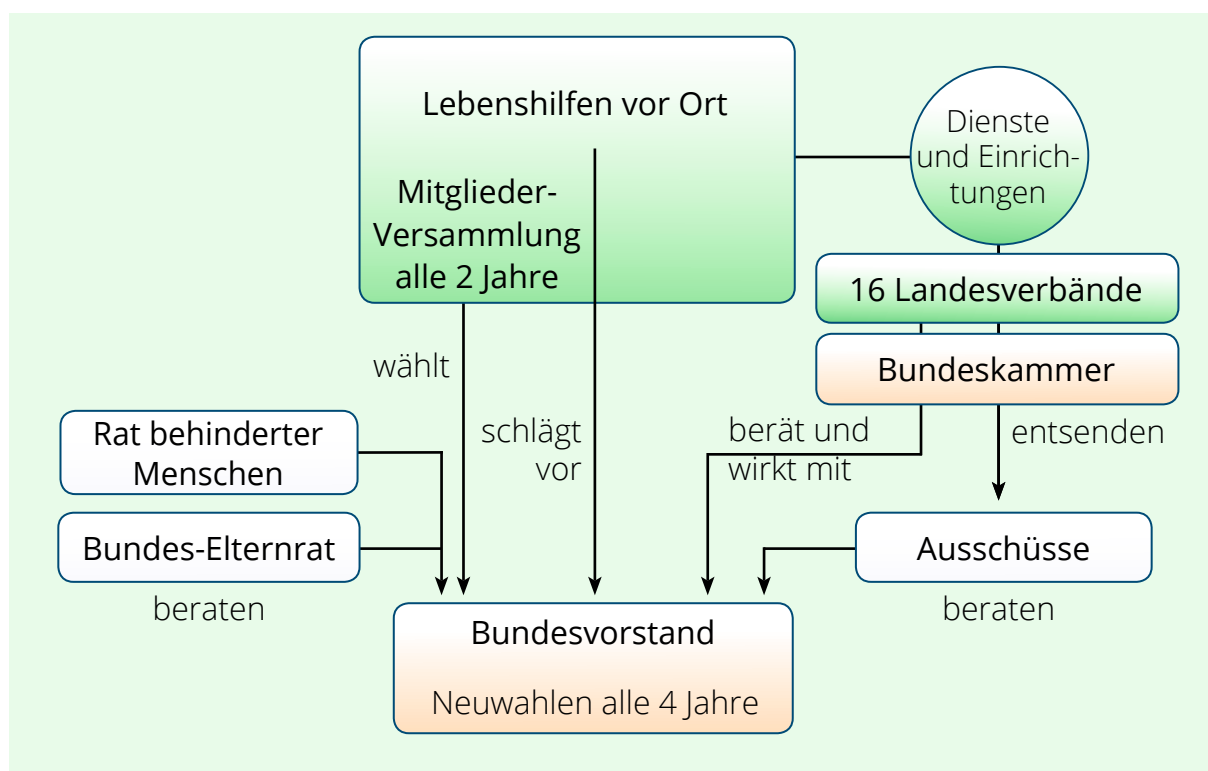 Lebenshilfen vor Ort
Mitglieder-
Versammlung
alle 2 Jahre
Dienste
und Einrich-
tungen
16 Landesverbände
Bundeskammer
wählt
schlägt
vor
berät und
wirkt mit
entsenden
Rat behinderter
Menschen
Bundes-Elternrat
beraten
Ausschüsse
beraten
Bundesvorstand
Neuwahlen alle 4 Jahre